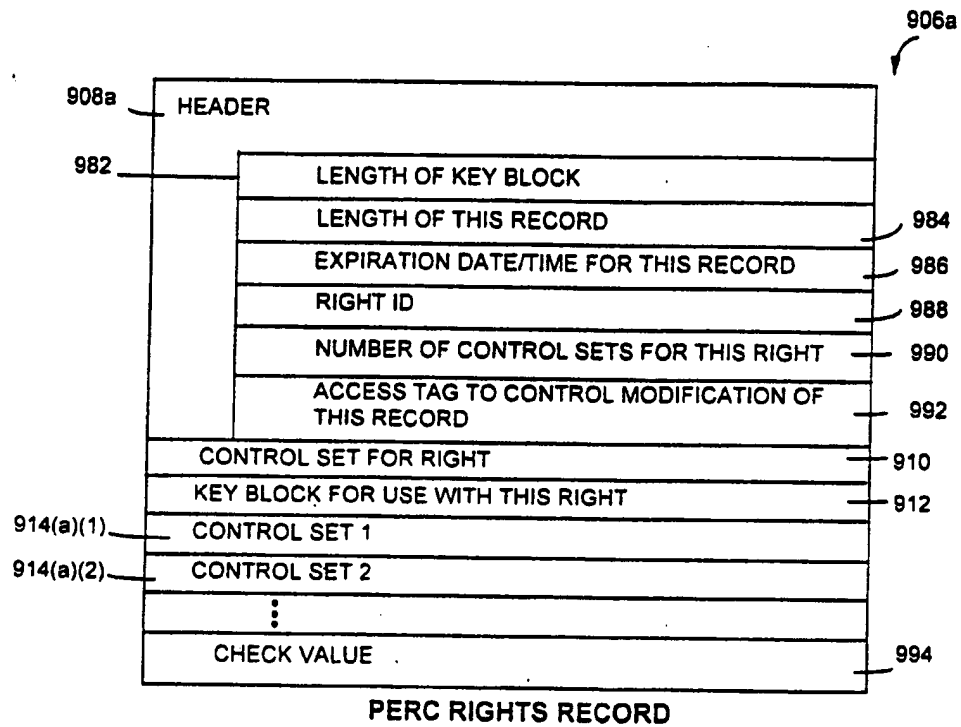 906a
908a
HEADER
982
LENGTH OF KEY BLOCK
LENGTH OF THIS RECORD
984
EXPIRATION DATE/TIME FOR THIS RECORD
986
RIGHT ID
988
NUMBER OF CONTROL SETS FOR THIS RIGHT
990
ACCESS TAG TO CONTROL MODIFICATION OF
THIS RECORD
992
CONTROL SET FOR RIGHT
910
KEY BLOCK FOR USE WITH THIS RIGHT
912
914(a)(1)
CONTROL SET 1
914(a)(2)
CONTROL SET 2
CHECK VALUE
994
PERC RIGHTS RECORD